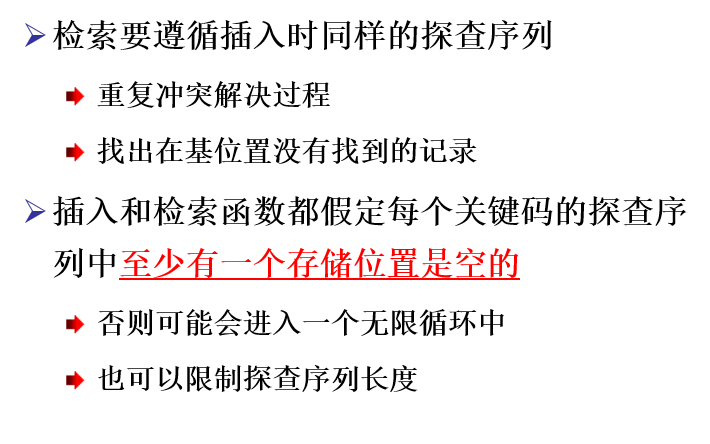 检索要遵循插入时同样的探查序列
重复冲突解决过程
找出在基位置没有找到的记录
插入和检索函数都假定每个关键码的探查序
列中至少有一个存储位置是空的
否则可能会进入一个无限循环中
也可以限制探查序列长度